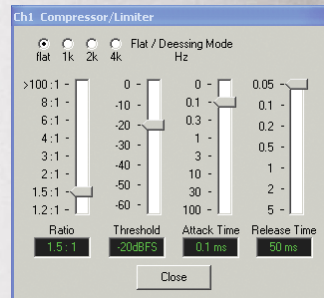 Ch1 Compressor/Limiter
Flat / Deessing Mode
flat 1k 2k 4k Hz
>100 : 1 - 0 - 0 - 0.05 -
8 : 1 - -10 - 0.1 - 0.1 -
6 : 1 - -20 - 0.3 - 0.2 -
4 : 1 - -30 - 1 - 0.5 -
3 : 1 - -40 - 3 - 1 -
2 : 1 - -50 - 10 - 2 -
1.5 : 1 - -60 - 30 - 5 -
1.2 : 1 - 100 -
Ratio Threshold Attack Time Release Time
1.5 : 1 -20dBFS 0.1 ms 50 ms
Close